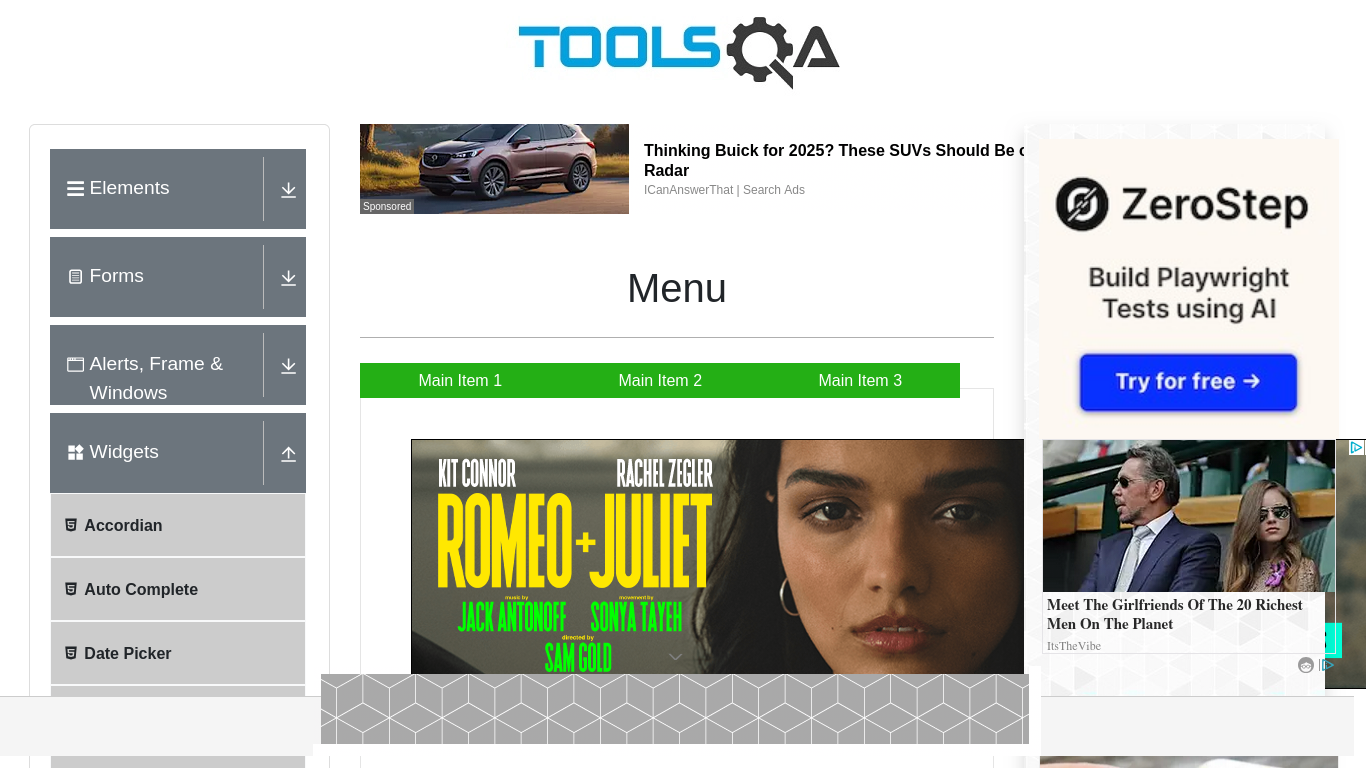 TOOLSQA
Elements
Forms
Alerts, Frame &
Windows
Widgets
Accordian
Auto Complete
Date Picker
Sponsored
Thinking Buick for 2025? These SUVs Should Be
Radar
ICanAnswerThat | Search Ads
Menu
Main Item 1
Main Item 2
Main Item 3
KIT CONNOR
RACHEL ZEGLER
ROMEO+JULIET
music by
movement by
JACK ANTONOFF
SONYA TAYEH
directed by
SAM GOLD
ZeroStep
Build Playwright
Tests using AI
Try for free →
Meet The Girlfriends Of The 20 Richest
Men On The Planet
ItsTheVibe